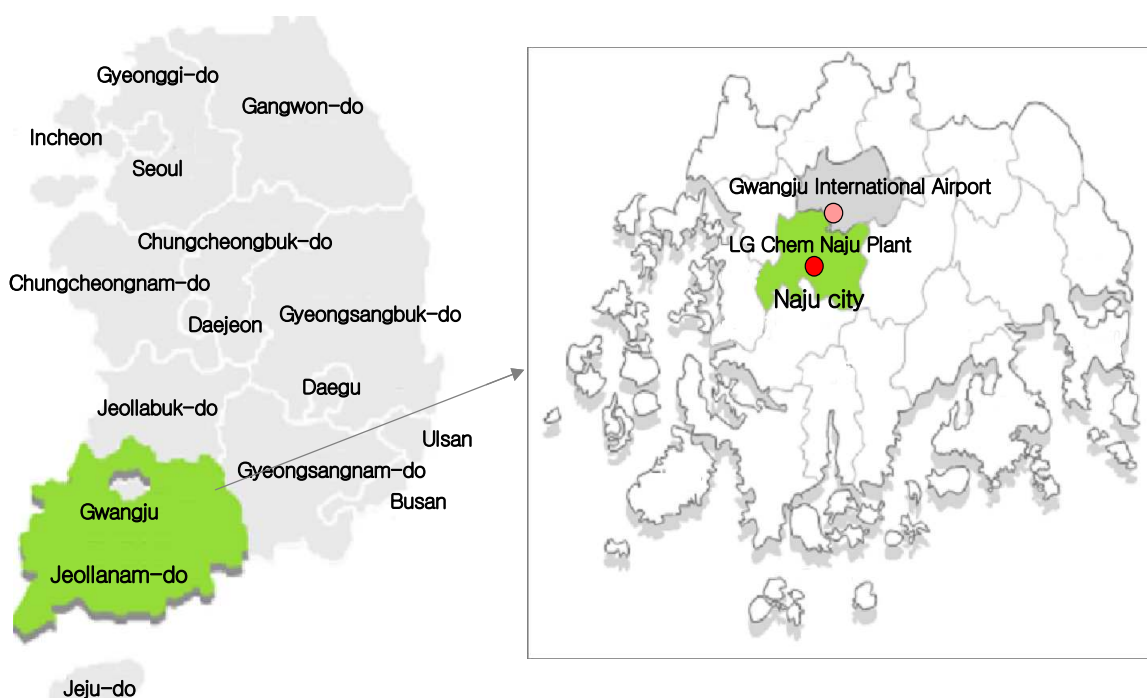 Gyeonggi-do
Gangwon-do
Incheon
Seoul
Chungcheongbuk-do
Chungcheongnam-do
Daejeon
Gyeongsangbuk-do
Daegu
Jeollabuk-do
Ulsan
Gyeongsangnam-do
Busan
Gwangju
Jeollanam-do
Jeju-do
Gwangju International Airport
LG Chem Naju Plant
Naju city